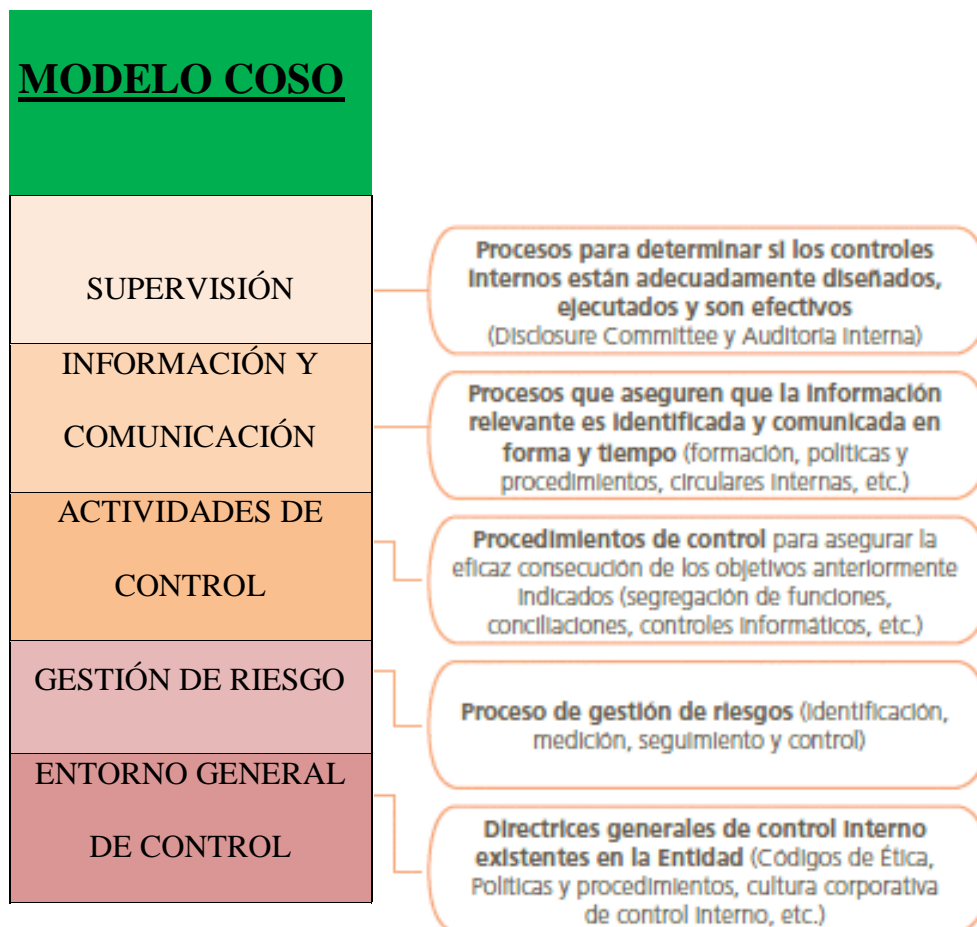 MODELO COSO
SUPERVISIÓN
Procesos para determinar si los controles
internos están adecuadamente diseñados,
ejecutados y son efectivos
(Disclosure Committee y Auditoria Interna)
INFORMACIÓN Y
COMUNICACIÓN
Procesos que aseguren que la información
relevante es identificada y comunicada en
forma y tiempo (formación, políticas y
procedimientos, circulares internas, etc.)
ACTIVIDADES DE
CONTROL
Procedimientos de control para asegurar la
eficaz consecución de los objetivos anteriormente
indicados (segregación de funciones,
conciliaciones, controles informáticos, etc.)
GESTIÓN DE RIESGO
Proceso de gestión de riesgos (identificación,
medición, seguimiento y control)
ENTORNO GENERAL
DE CONTROL
Directrices generales de control interno
existentes en la Entidad (Códigos de Ética,
Políticas y procedimientos, cultura corporativa
de control interno, etc.)